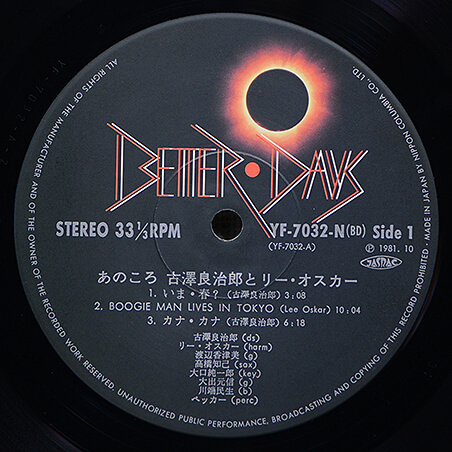 BETTER DAYS
STEREO 33 1/3 RPM
YF-7032-N(BD) Side 1
(YF-7032-A)
Ⓟ 1981. 10
JASRAC
あのころ 古澤良治郎とリー・オスカー
1. いま・春? (古澤良治郎) 3:08
2. BOOGIE MAN LIVES IN TOKYO (Lee Oskar) 10:04
3. カナ・カナ (古澤良治郎) 6:18
古澤良治郎 (ds)
リー・オスカー (harm)
渡辺香津美 (g)
高橋知己 (sax)
大口純一郎 (key)
大出元信 (g)
川端民生 (b)
ペッカー (perc)
ALL RIGHTS OF THE MANUFACTURER AND OF THE OWNER OF THE RECORDED WORK RESERVED. UNAUTHORIZED PUBLIC PERFORMANCE, BROADCASTING AND COPYING OF THIS RECORD PROHIBITED. MADE IN JAPAN BY NIPPON COLUMBIA CO., LTD.